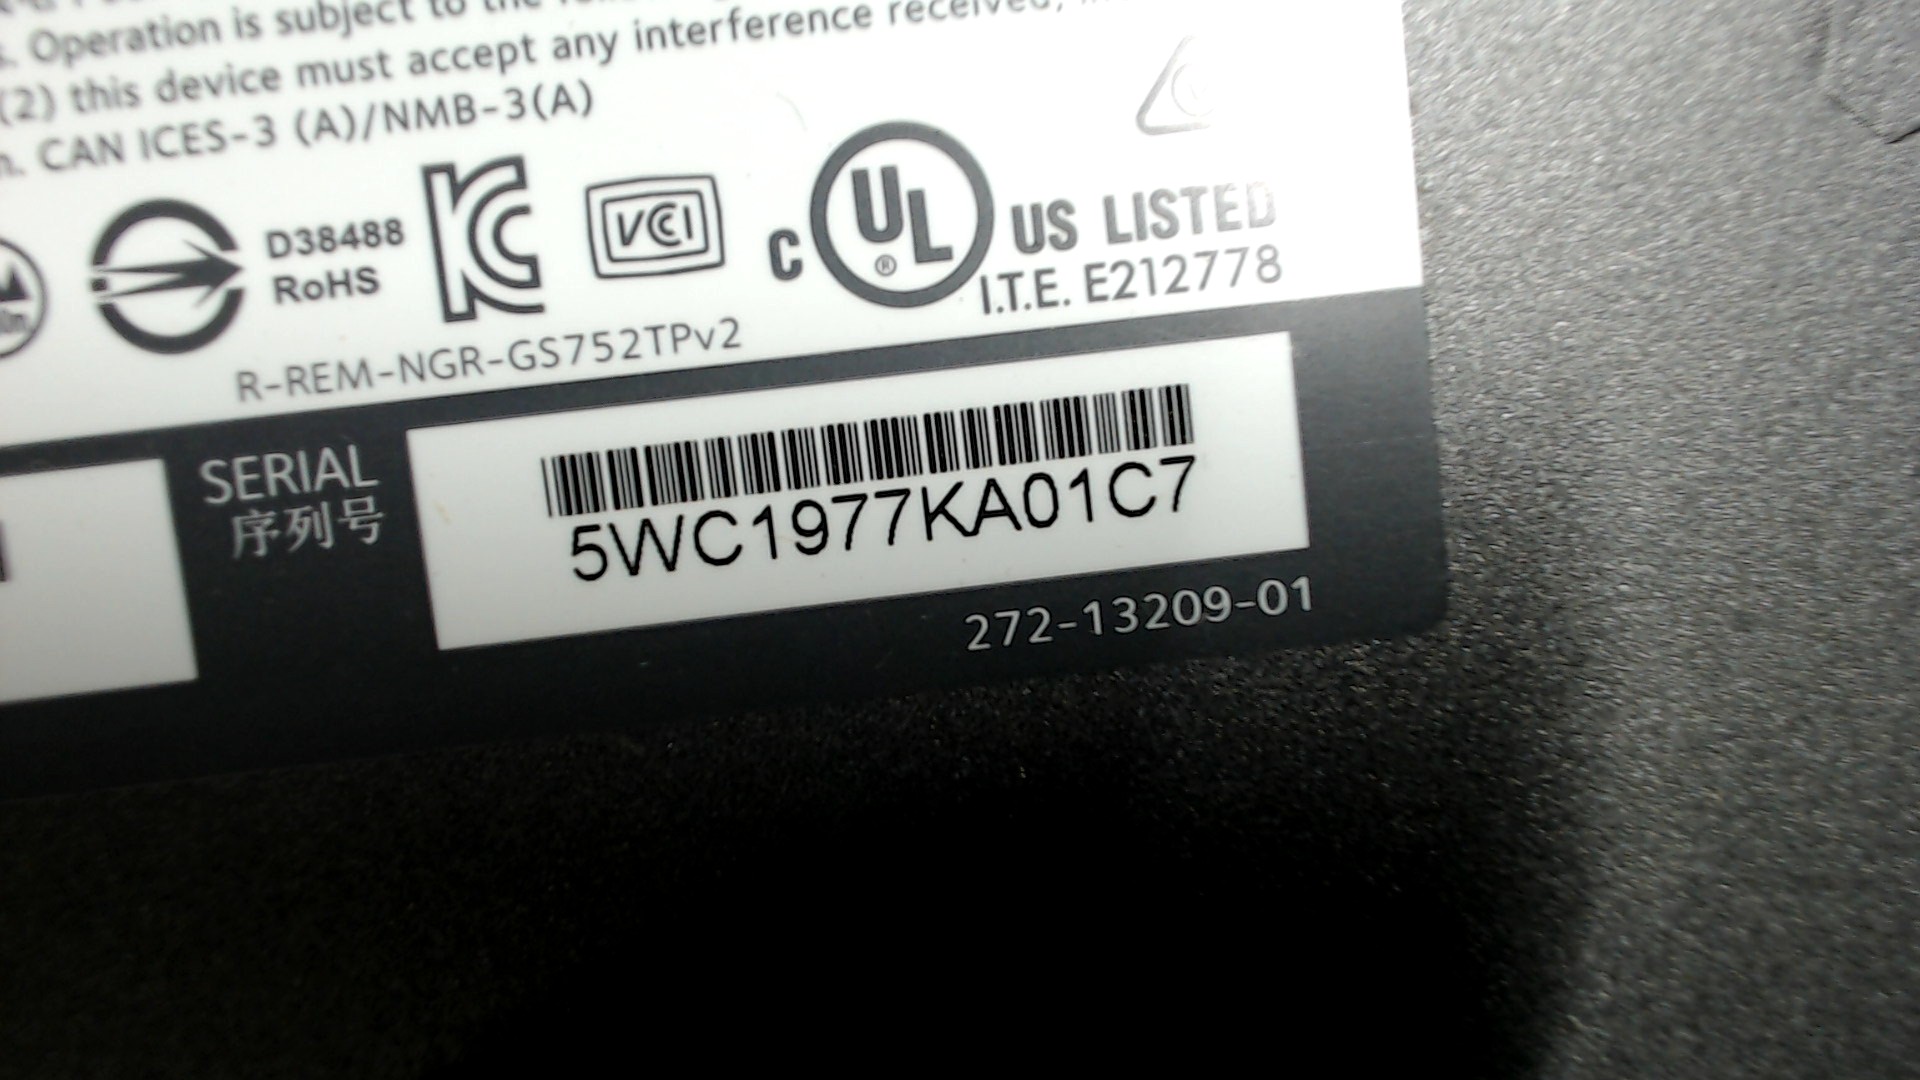 . Operation is subject to the
(2) this device must accept any interference received,
. CAN ICES-3 (A)/NMB-3(A)
D38488
RoHS
VCCI
C UL ® US LISTED
I.T.E. E212778
R-REM-NGR-GS752TPv2
SERIAL
序列号
5WC1977KA01C7
272-13209-01